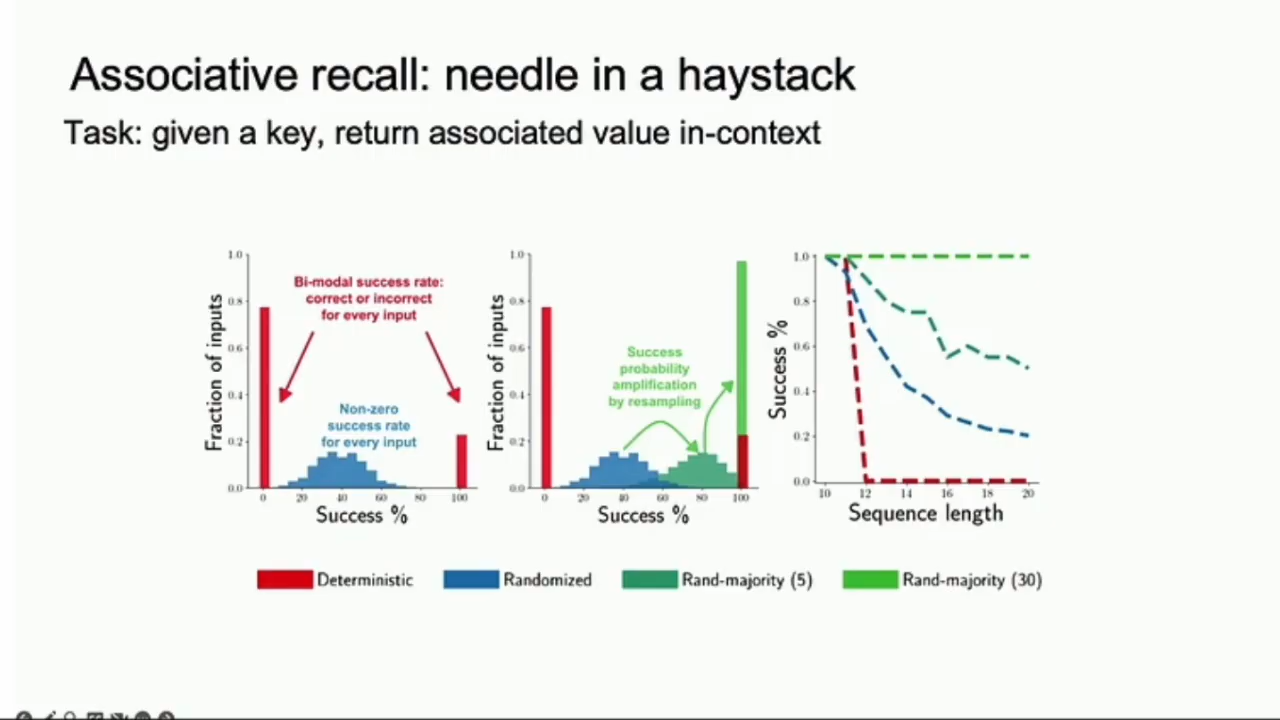 Associative recall: needle in a haystack
Task: given a key, return associated value in-context
Fraction of inputs
1.0
0.8
0.6
0.4
0.2
0.0
Bi-modal success rate:
correct or incorrect
for every input
Non-zero
success rate
for every input
0 20 40 60 80 100
Success %
Fraction of inputs
1.0
0.8
0.6
0.4
0.2
0.0
Success
probability
amplification
by resampling
0 20 40 60 80 100
Success %
Success %
1.0
0.8
0.6
0.4
0.2
0.0
10 12 14 16 18 20
Sequence length
Deterministic Randomized Rand-majority (5) Rand-majority (30)